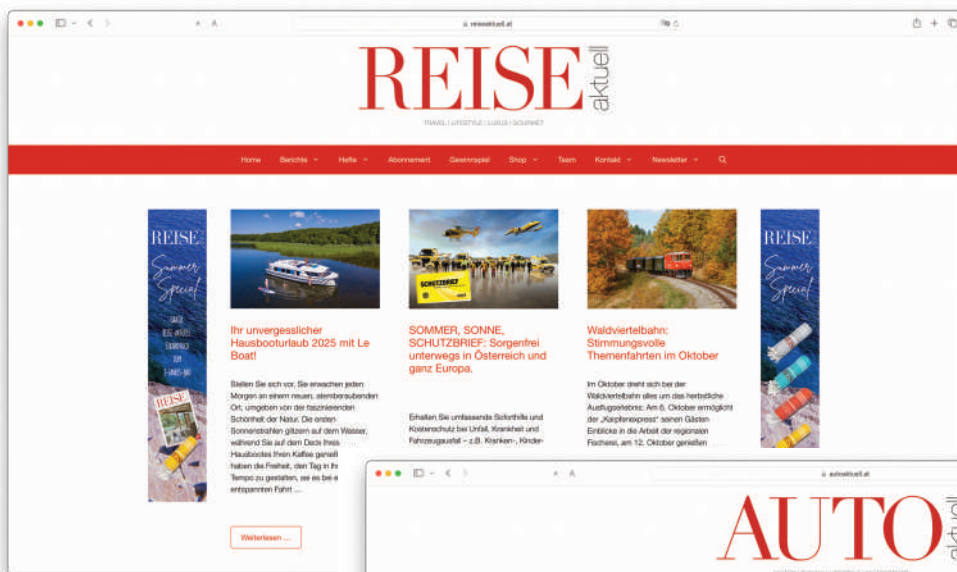 reiseaktuell.at
REISE
aktuell
TRAVEL | LIFESTYLE | LUXUS | GOURMET
Home Berichte Hefte Abonnement Gewinnspiel Shop Team Kontakt Newsletter
REISE
Summer
Special
REISE
Ihr unvergesslicher
Hausbooturlaub 2025 mit Le
Boat!
Stellen Sie sich vor, Sie erwachen jeden
Morgen an einem neuen, atemberaubenden
Ort, umgeben von der faszinierenden
Schönheit der Natur. Die ersten
Sonnenstrahlen glitzern auf dem Wasser,
während Sie auf dem Deck Ihres
Hausbootes Ihren Kaffee genieß
haben die Freiheit, den Tag in Ihr
Tempo zu gestalten, sei es bei e
entspannten Fahrt ...
Weiterlesen ...
SCHUTZBRIEF
SOMMER, SONNE,
SCHUTZBRIEF: Sorgenfrei
unterwegs in Österreich und
ganz Europa.
Erhalten Sie umfassende Soforthilfe und
Kostenschutz bei Unfall, Krankheit und
Fahrzeugausfall – z.B. Kranken-, Kinder-
Waldviertelbahn:
Stimmungsvolle
Themenfahrten im Oktober
Im Oktober dreht sich bei der
Waldviertelbahn alles um das herbstliche
Ausflugserlebnis: Am 6. Oktober ermöglicht
der „Karpfenexpress“ seinen Gästen
Einblicke in die Arbeit der regionalen
Fischerei, am 12. Oktober genießen
REISE
Summer
Special
autoaktuell.at
AUTO
aktuell